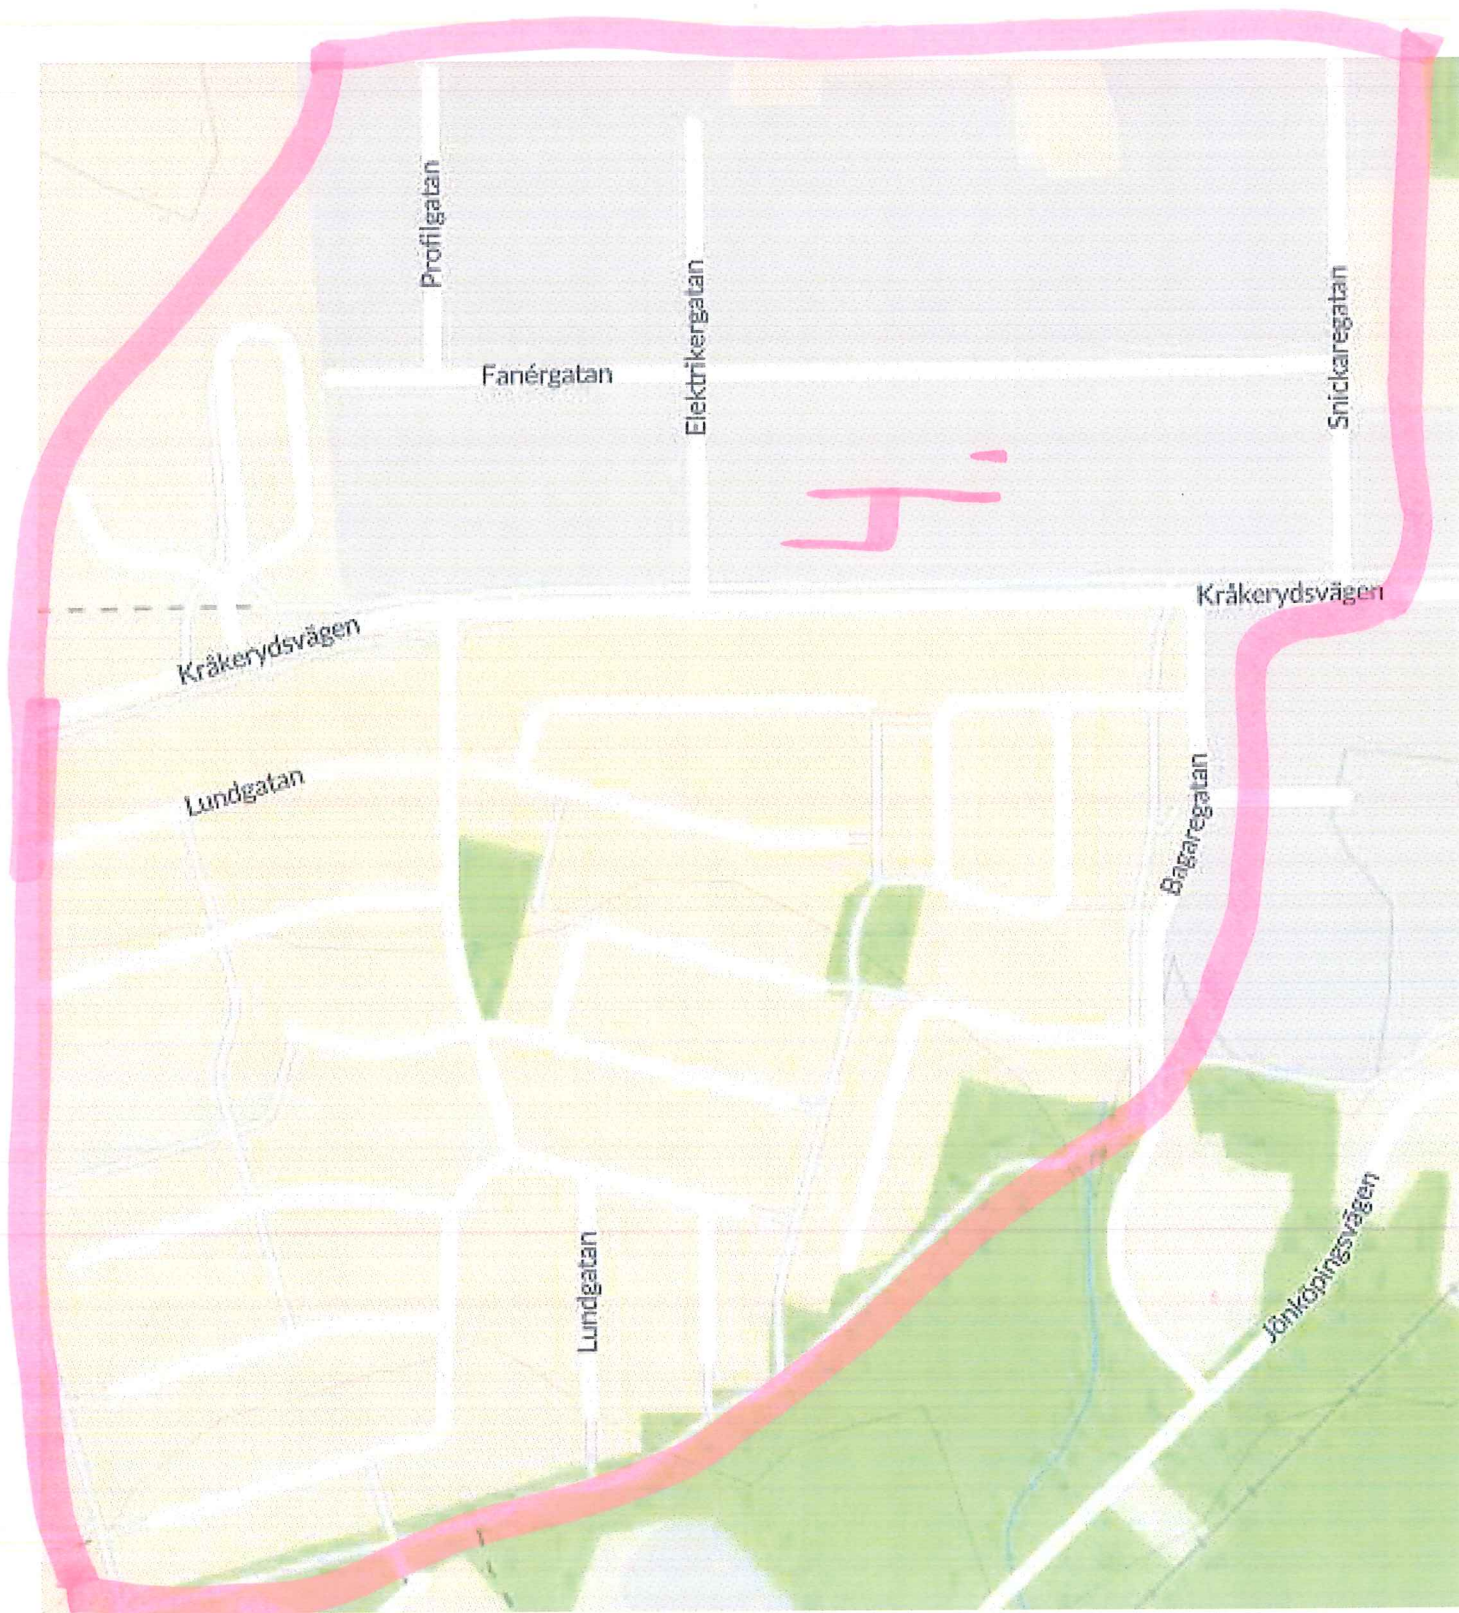 Profilgatan
Elektrikergatan
Snickaregatan
Fanérgatan
Kråkerydsvägen
Kråkerydsvägen
Lundgatan
Bagaregatan
Lundgatan
Jönköpingsvägen